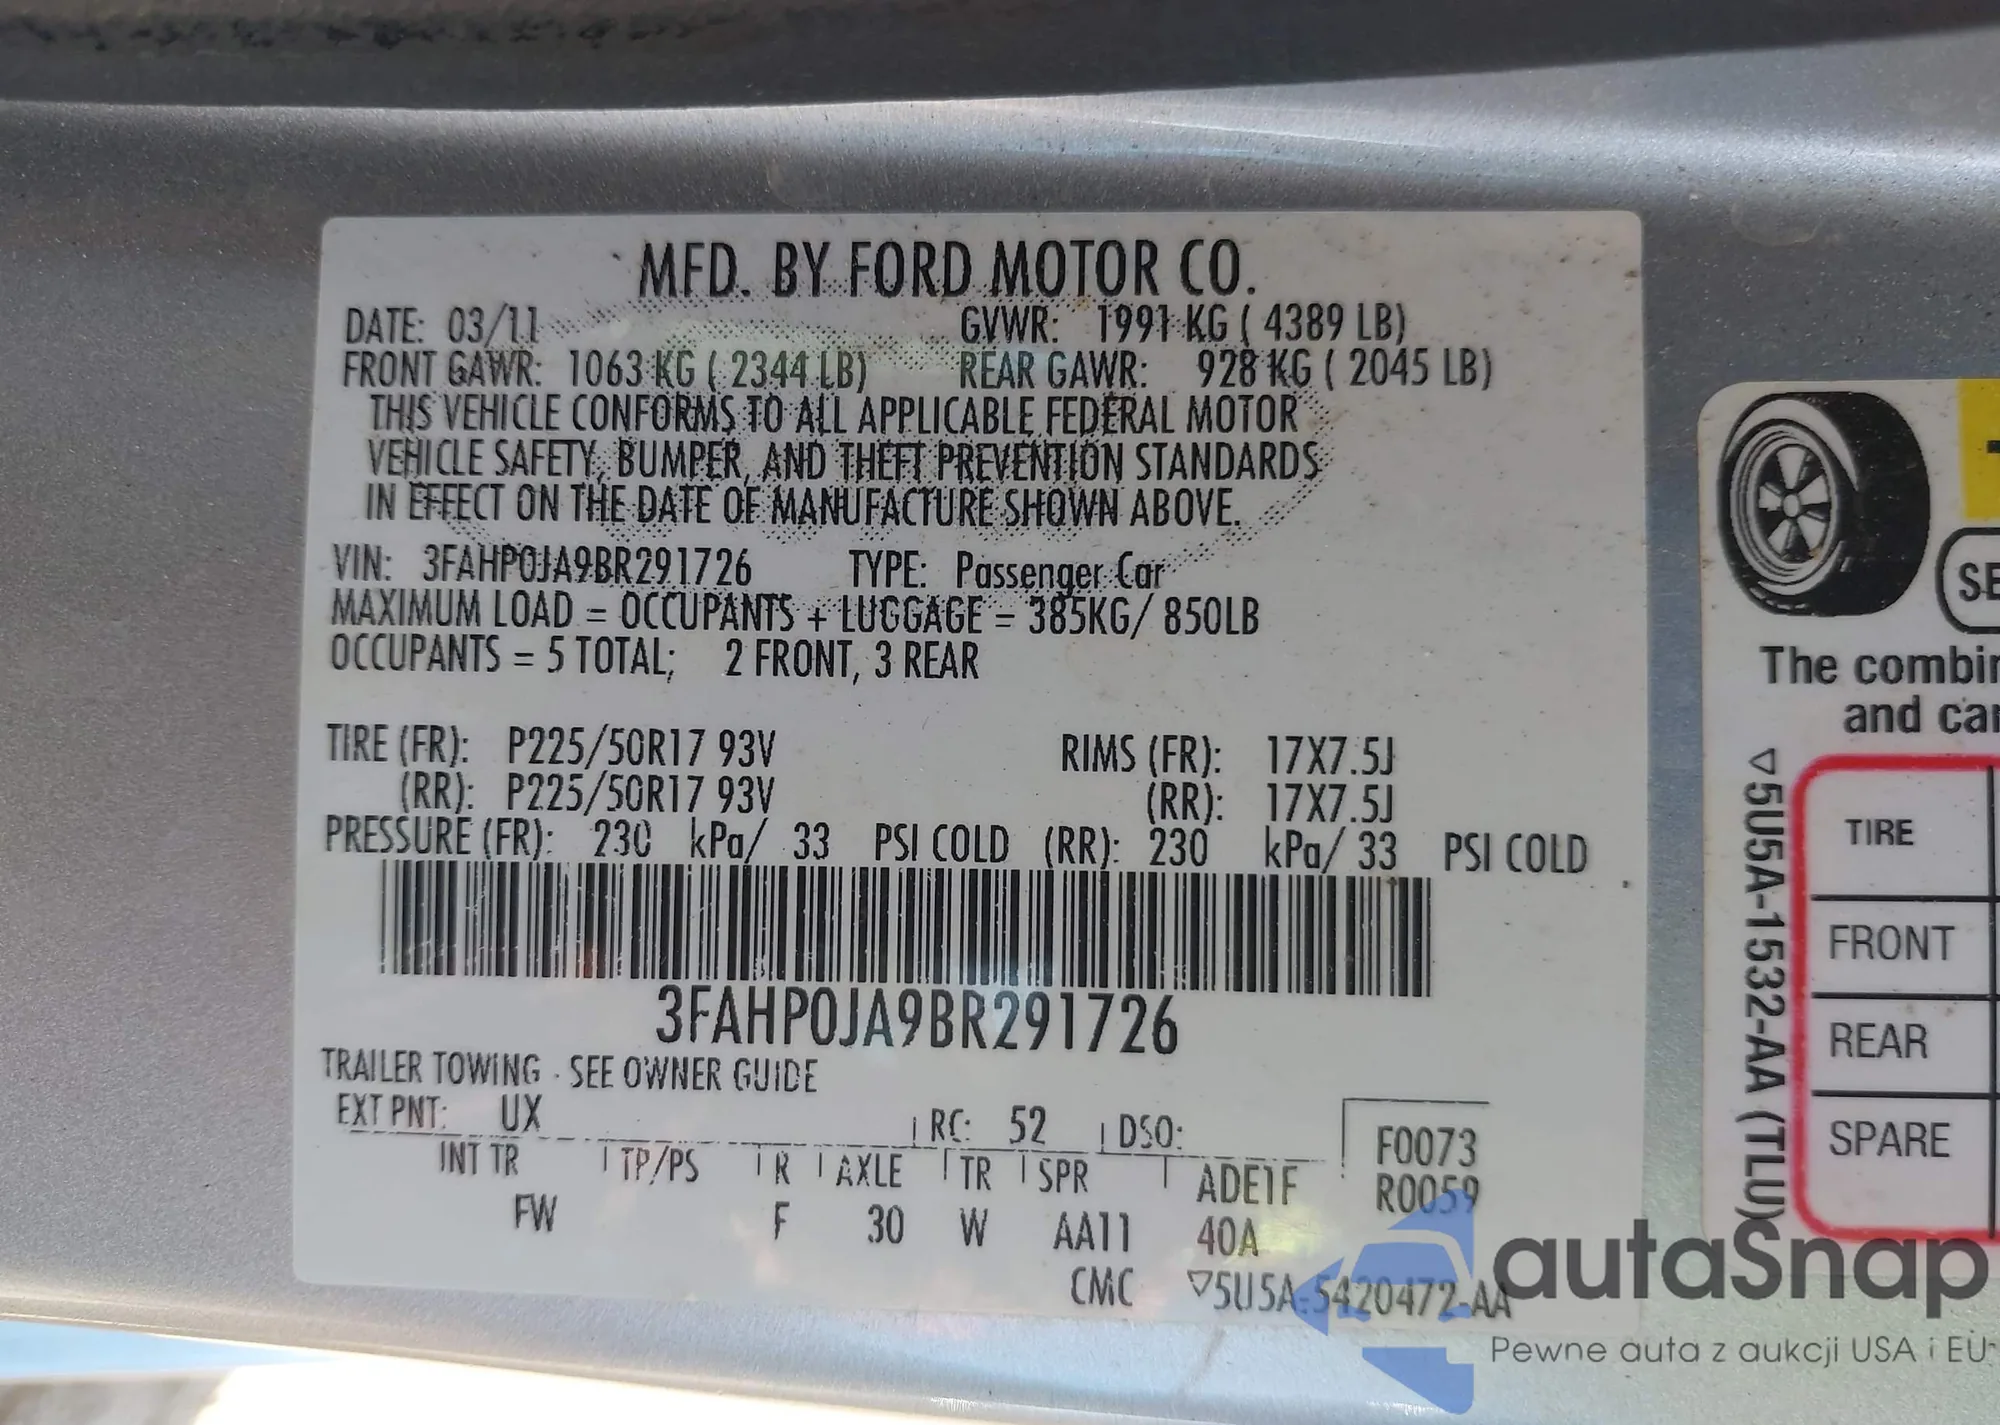 MFD. BY FORD MOTOR CO.
DATE: 03/11 GVWR: 1991 KG ( 4389 LB)
FRONT GAWR: 1063 KG ( 2344 LB) REAR GAWR: 928 KG ( 2045 LB)
THIS VEHICLE CONFORMS TO ALL APPLICABLE FEDERAL MOTOR
VEHICLE SAFETY, BUMPER, AND THEFT PREVENTION STANDARDS
IN EFFECT ON THE DATE OF MANUFACTURE SHOWN ABOVE.
VIN: 3FAHP0JA9BR291726 TYPE: Passenger Car
MAXIMUM LOAD = OCCUPANTS + LUGGAGE = 385KG/ 850LB
OCCUPANTS = 5 TOTAL; 2 FRONT, 3 REAR
TIRE (FR): P225/50R17 93V RIMS (FR): 17X7.5J
(RR): P225/50R17 93V (RR): 17X7.5J
PRESSURE (FR): 230 kPa/ 33 PSI COLD (RR): 230 kPa/ 33 PSI COLD
3FAHP0JA9BR291726
TRAILER TOWING - SEE OWNER GUIDE
EXT PNT: UX RC: 52 DSO: F0073
INT TR TP/PS R AXLE TR SPR ADE1F R0059
FW F 30 W AA11 40A
CMC ▽5U5A-5420472-AA
SE
The combin
and car
▽5U5A-1532-AA (TLU)
TIRE
FRONT
REAR
SPARE
autaSnap
Pewne auta z aukcji USA i EU